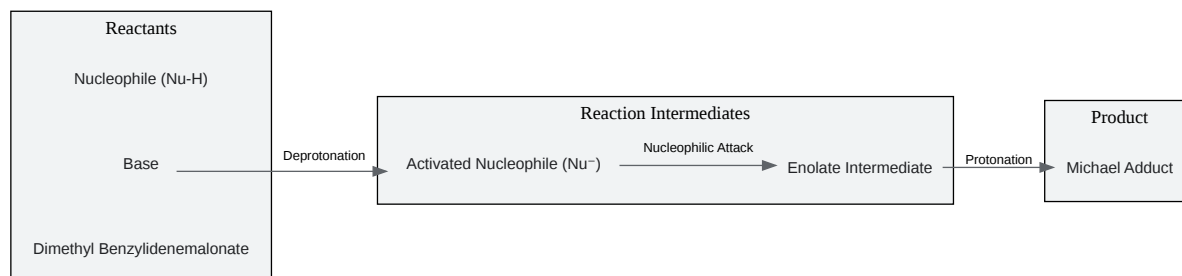 Reactants
Nucleophile (Nu-H)
Base
Dimethyl Benzylidenemalonate
Deprotonation
Reaction Intermediates
Activated Nucleophile (Nu⁻)
Nucleophilic Attack
Enolate Intermediate
Protonation
Product
Michael Adduct